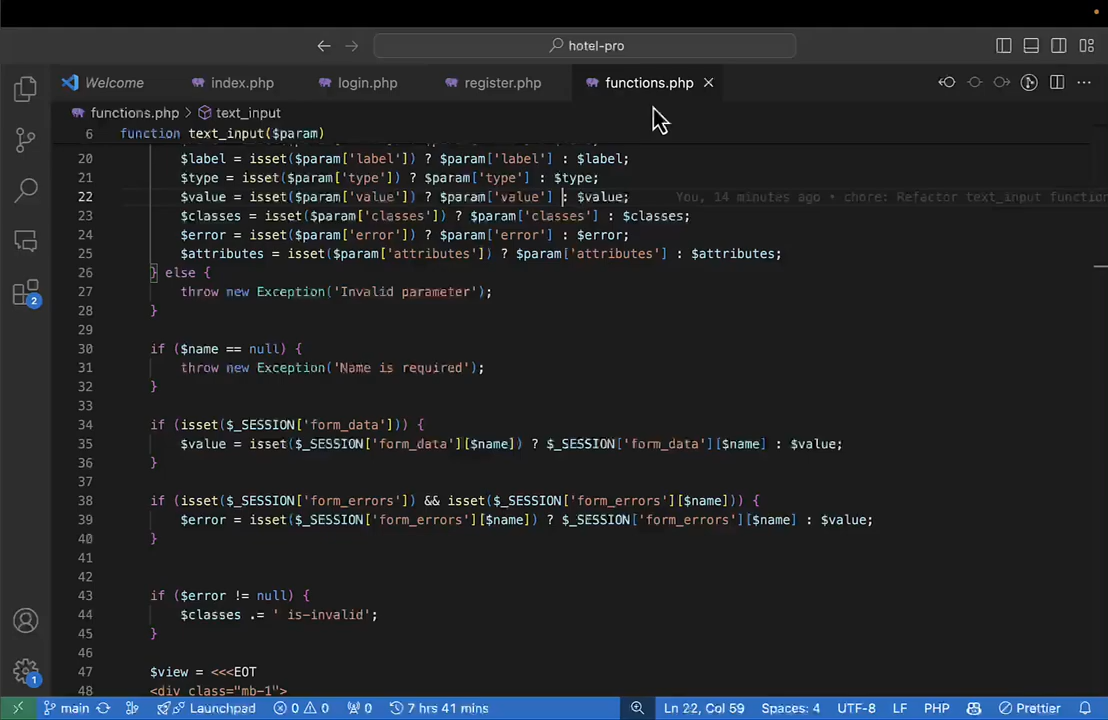 hotel-pro
Welcome index.php login.php register.php functions.php
functions.php > text_input
6 function text_input($param)
20 $label = isset($param['label']) ? $param['label'] : $label;
21 $type = isset($param['type']) ? $param['type'] : $type;
22 $value = isset($param['value']) ? $param['value'] : $value; You, 14 minutes ago • chore: Refactor text_input function
23 $classes = isset($param['classes']) ? $param['classes'] : $classes;
24 $error = isset($param['error']) ? $param['error'] : $error;
25 $attributes = isset($param['attributes']) ? $param['attributes'] : $attributes;
26 } else {
27 throw new Exception('Invalid parameter');
28 }
29
30 if ($name == null) {
31 throw new Exception('Name is required');
32 }
33
34 if (isset($_SESSION['form_data'])) {
35 $value = isset($_SESSION['form_data'][$name]) ? $_SESSION['form_data'][$name] : $value;
36 }
37
38 if (isset($_SESSION['form_errors']) && isset($_SESSION['form_errors'][$name])) {
39 $error = isset($_SESSION['form_errors'][$name]) ? $_SESSION['form_errors'][$name] : $value;
40 }
41
42
43 if ($error != null) {
44 $classes .= ' is-invalid';
45 }
46
47 $view = <<<EOT
48 <div class="mb-1">
2
1
main Launchpad 0 0 0 7 hrs 41 mins Ln 22, Col 59 Spaces: 4 UTF-8 LF PHP Prettier